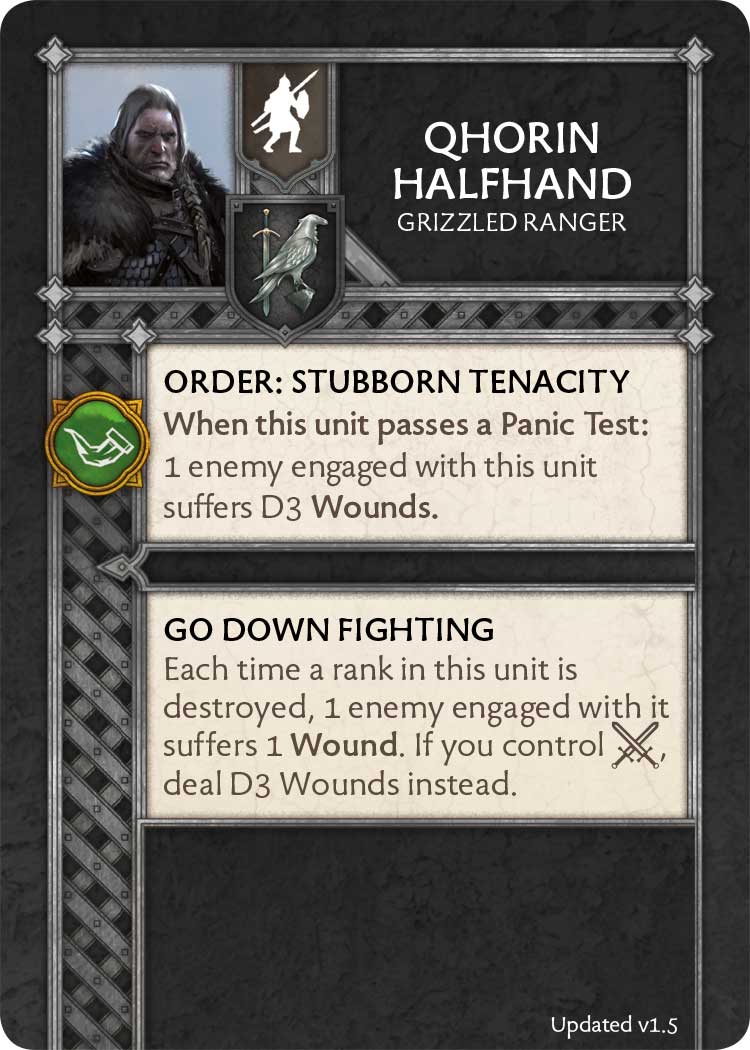 QHORIN
HALFHAND
GRIZZLED RANGER
ORDER: STUBBORN TENACITY
When this unit passes a Panic Test:
1 enemy engaged with this unit
suffers D3 Wounds.
GO DOWN FIGHTING
Each time a rank in this unit is
destroyed, 1 enemy engaged with it
suffers 1 Wound. If you control ,
deal D3 Wounds instead.
Updated v1.5